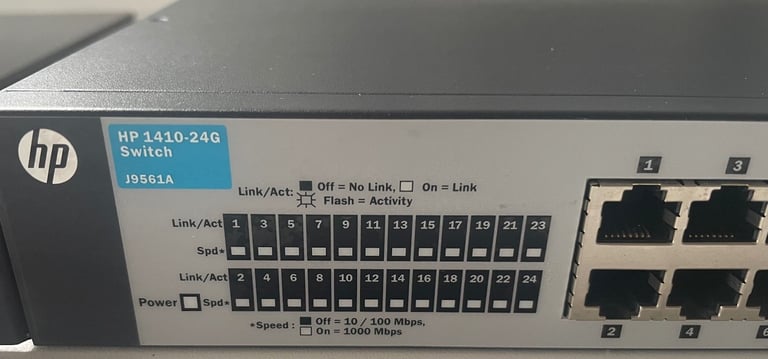 hp
HP 1410-24G
Switch
J9561A
Link/Act: Off = No Link, On = Link
Flash = Activity
Link/Act 1 3 5 7 9 11 13 15 17 19 21 23
Spd*
Link/Act 2 4 6 8 10 12 14 16 18 20 22 24
Power Spd*
*Speed : Off = 10 / 100 Mbps,
On = 1000 Mbps
1 3
2 4 6